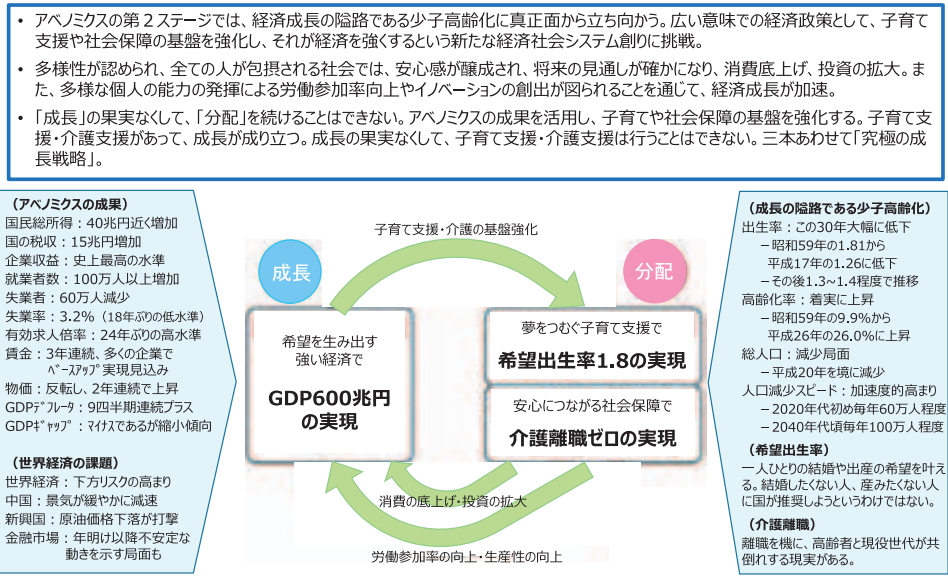 • アベノミクスの第２ステージでは、経済成長の隘路である少子高齢化に真正面から立ち向かう。広い意味での経済政策として、子育て
支援や社会保障の基盤を強化し、それが経済を強くするという新たな経済社会システム創りに挑戦。
• 多様性が認められ、全ての人が包摂される社会では、安心感が醸成され、将来の見通しが確かになり、消費底上げ、投資の拡大。ま
た、多様な個人の能力の発揮による労働参加率向上やイノベーションの創出が図られることを通じて、経済成長が加速。
• 「成長」の果実なくして、「分配」を続けることはできない。アベノミクスの成果を活用し、子育てや社会保障の基盤を強化する。子育て支
援・介護支援があって、成長が成り立つ。成長の果実なくして、子育て支援・介護支援は行うことはできない。三本あわせて「究極の成
長戦略」。
（アベノミクスの成果）
国民総所得：40兆円近く増加
国の税収：15兆円増加
企業収益：史上最高の水準
就業者数：100万人以上増加
失業者：60万人減少
失業率：3.2%（18年ぶりの低水準）
有効求人倍率：24年ぶりの高水準
賃金：3年連続、多くの企業で
ﾍﾞｰｽｱｯﾌﾟ実現見込み
物価：反転し、2年連続で上昇
GDPﾃﾞﾌﾚｰﾀ：9四半期連続プラス
GDPｷﾞｬｯﾌﾟ：ﾏｲﾅｽであるが縮小傾向
（世界経済の課題）
世界経済：下方リスクの高まり
中国：景気が緩やかに減速
新興国：原油価格下落が打撃
金融市場：年明け以降不安定な
動きを示す局面も
子育て支援・介護の基盤強化
成長
分配
希望を生み出す
強い経済で
GDP600兆円
の実現
夢をつむぐ子育て支援で
希望出生率1.8の実現
安心につながる社会保障で
介護離職ゼロの実現
消費の底上げ・投資の拡大
労働参加率の向上・生産性の向上
（成長の隘路である少子高齢化）
出生率：この30年大幅に低下
－昭和59年の1.81から
平成17年の1.26に低下
－その後1.3~1.4程度で推移
高齢化率：着実に上昇
－昭和59年の9.9%から
平成26年の26.0%に上昇
総人口：減少局面
－平成20年を境に減少
人口減少スピード：加速度的高まり
－2020年代初め毎年60万人程度
－2040年代頃毎年100万人程度
（希望出生率）
一人ひとりの結婚や出産の希望を叶え
る。結婚したくない人、産みたくない人
に国が推奨しようというわけではない。
（介護離職）
離職を機に、高齢者と現役世代が共
倒れする現実がある。